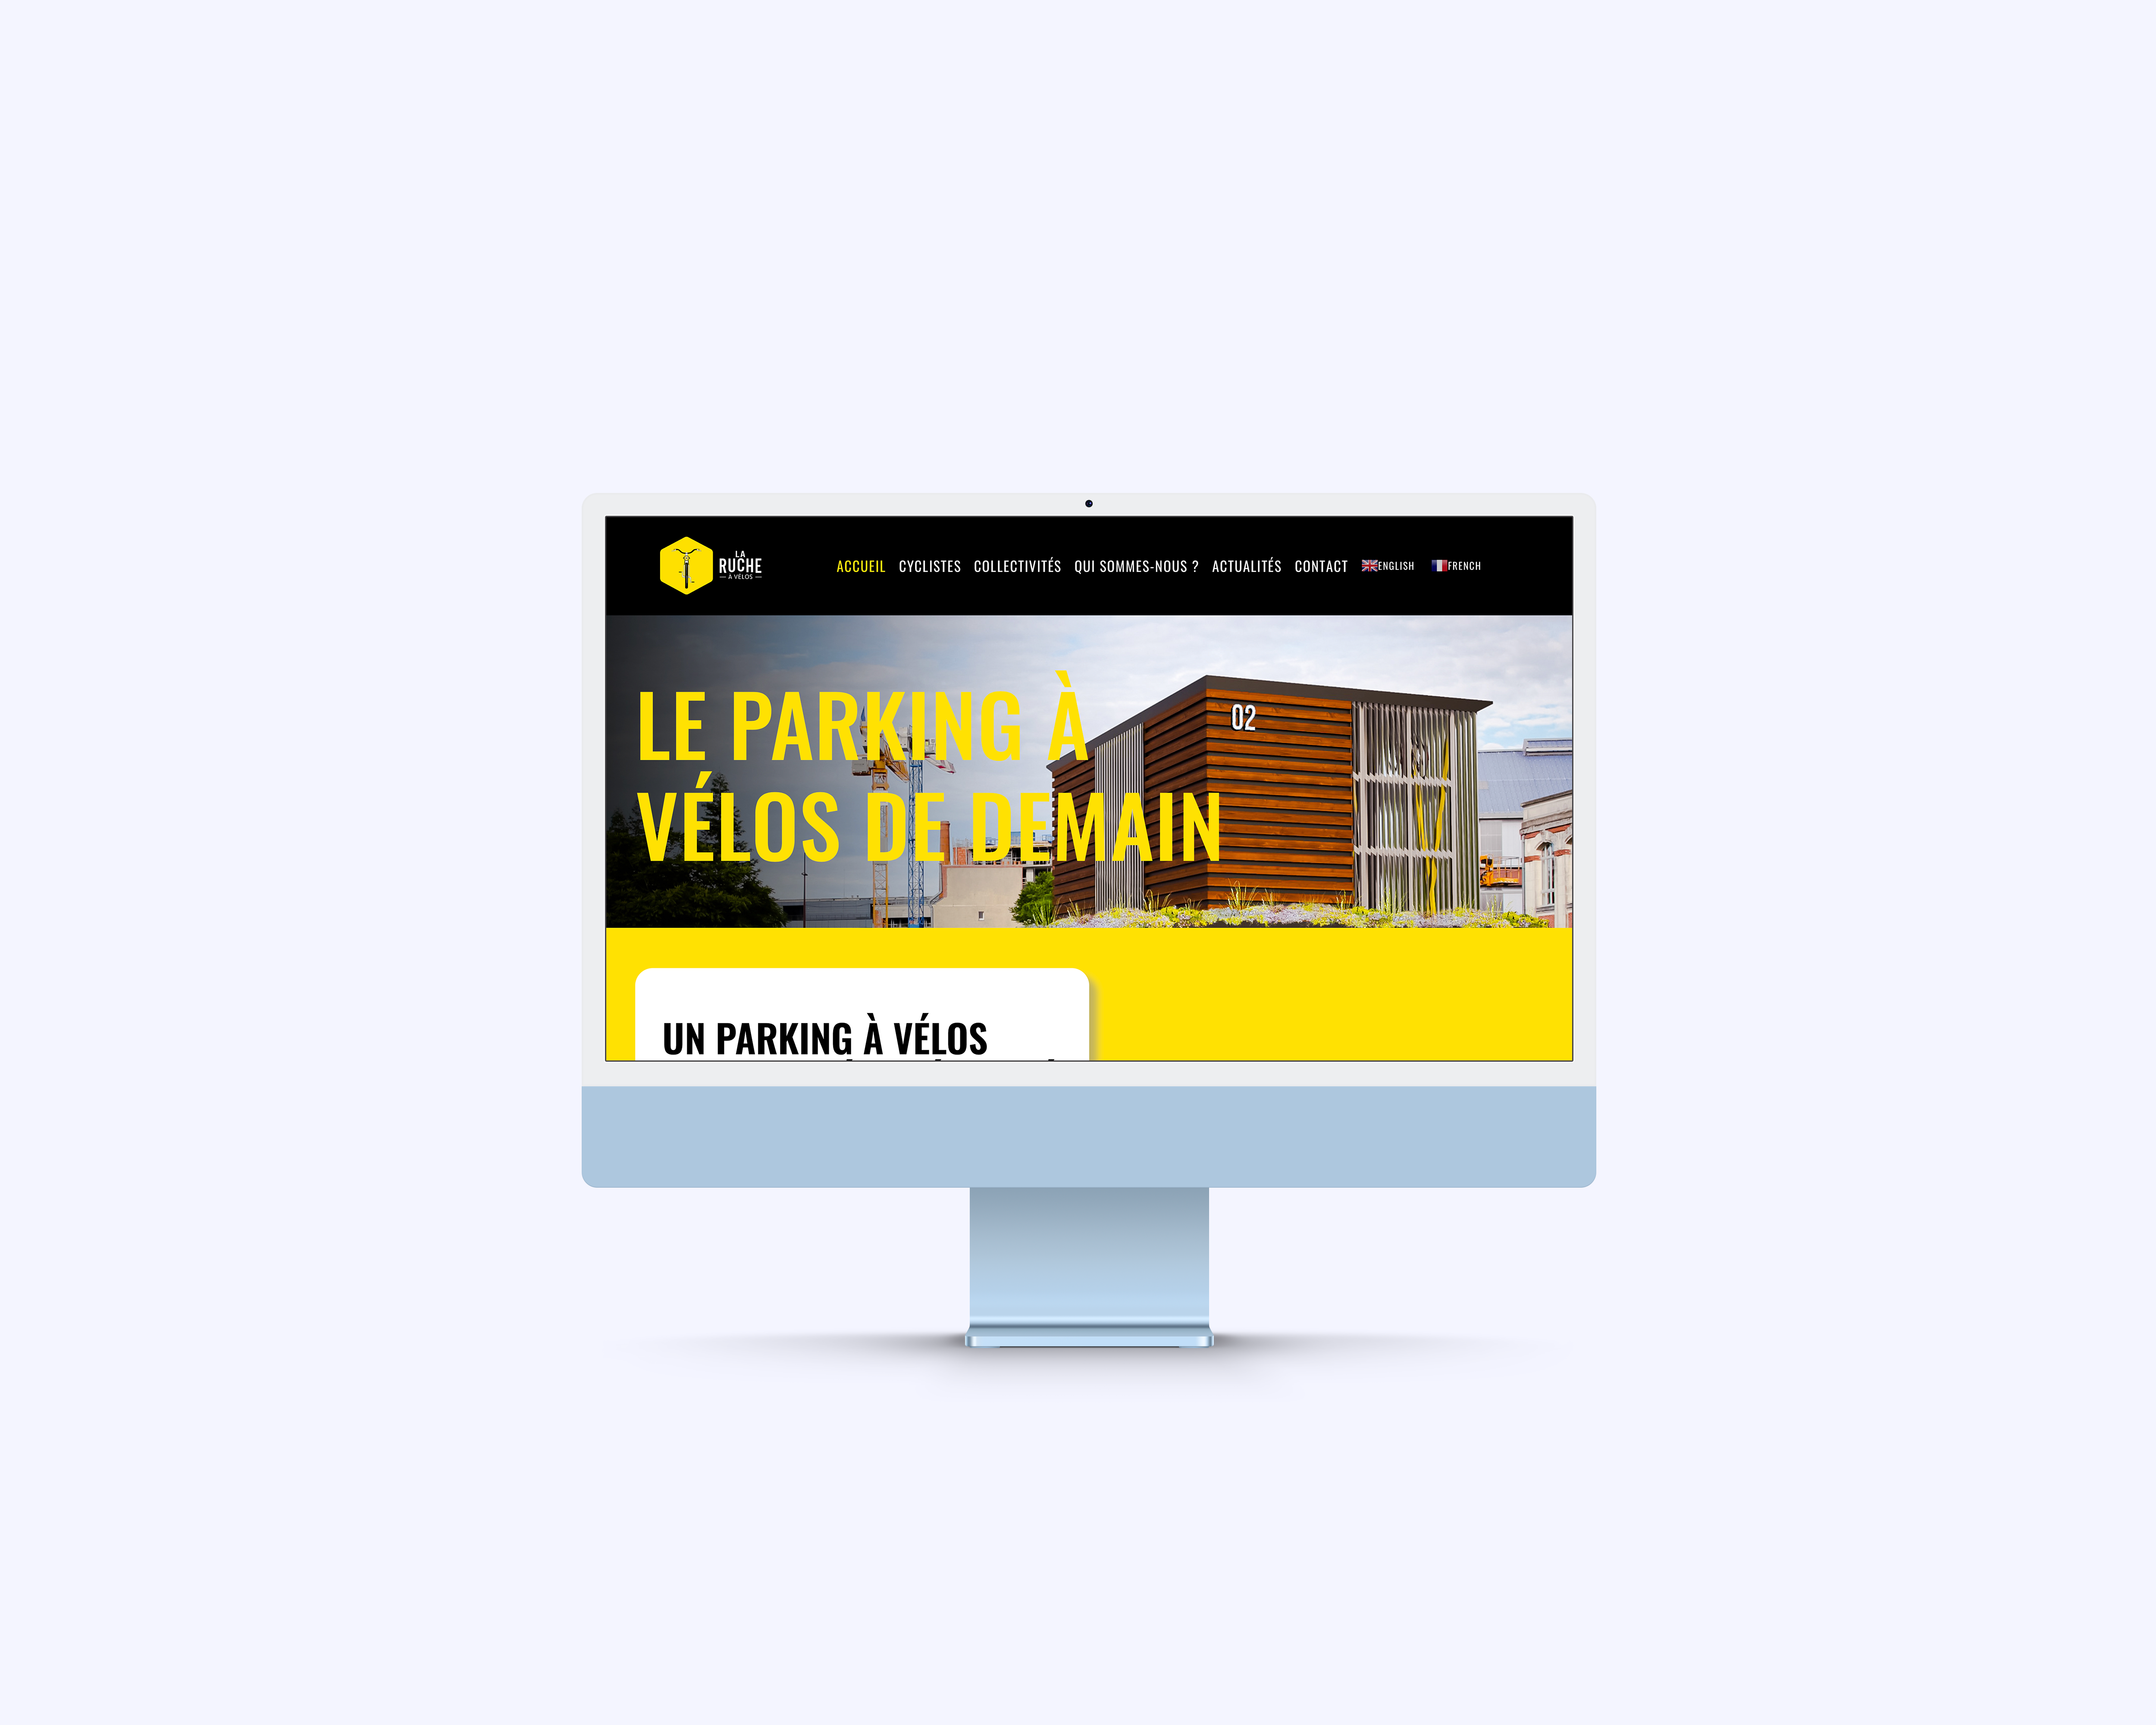 LA
RUCHE
À VÉLOS
ACCUEIL CYCLISTES COLLECTIVITÉS QUI SOMMES-NOUS ? ACTUALITÉS CONTACT ENGLISH FRENCH
02
LE PARKING À
VÉLOS DE DEMAIN
UN PARKING À VÉLOS